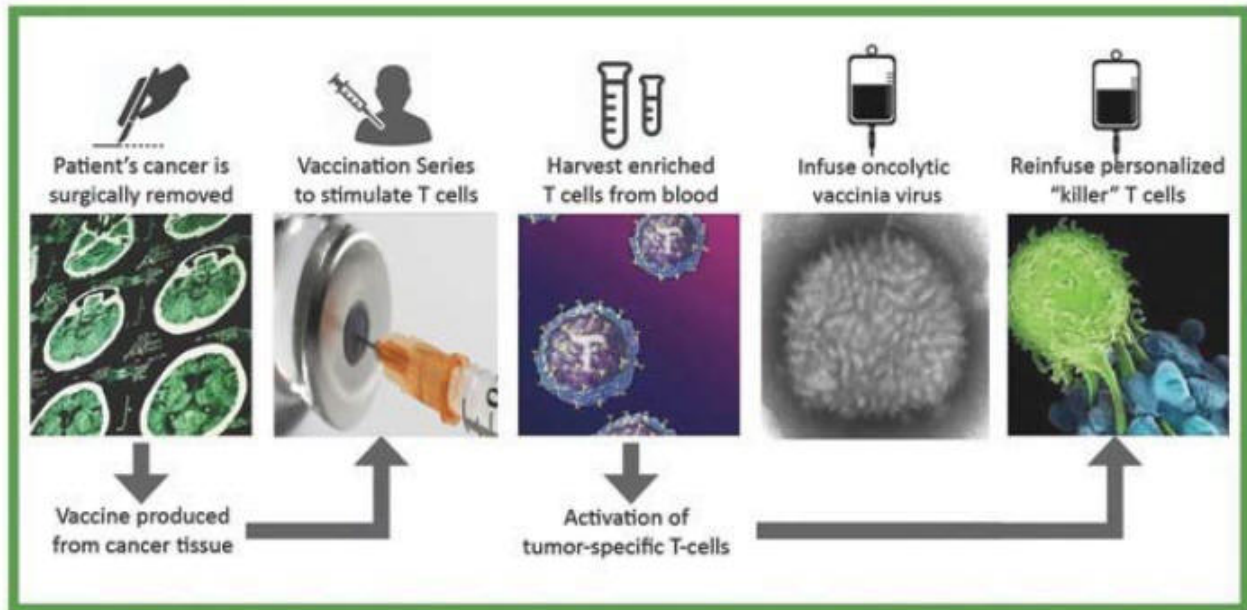 Patient's cancer is
surgically removed
Vaccination Series
to stimulate T cells
Harvest enriched
T cells from blood
Infuse oncolytic
vaccinia virus
Reinfuse personalized
"killer" T cells
T
T
Vaccine produced
from cancer tissue
Activation of
tumor-specific T-cells